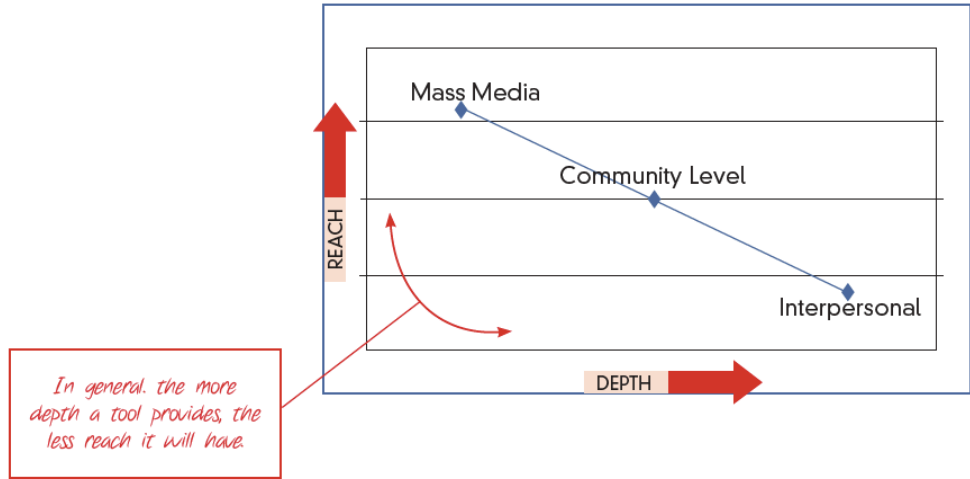 Mass Media
Community Level
Interpersonal
REACH
DEPTH
In general. the more
depth a tool provides, the
less reach it will have.